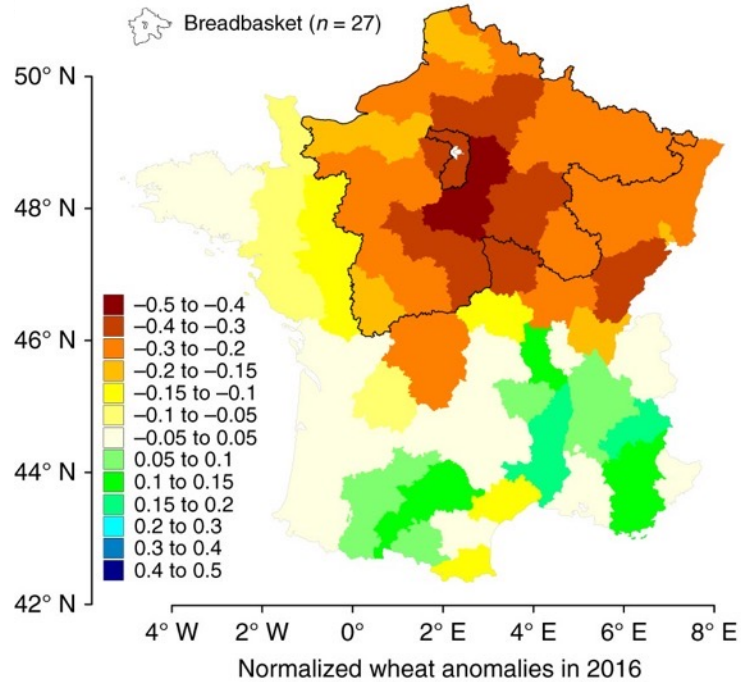 Breadbasket (n = 27)
50° N
48° N
46° N
44° N
42° N
–0.5 to –0.4
–0.4 to –0.3
–0.3 to –0.2
–0.2 to –0.15
–0.15 to –0.1
–0.1 to –0.05
–0.05 to 0.05
0.05 to 0.1
0.1 to 0.15
0.15 to 0.2
0.2 to 0.3
0.3 to 0.4
0.4 to 0.5
4° W 2° W 0° 2° E 4° E 6° E 8° E
Normalized wheat anomalies in 2016